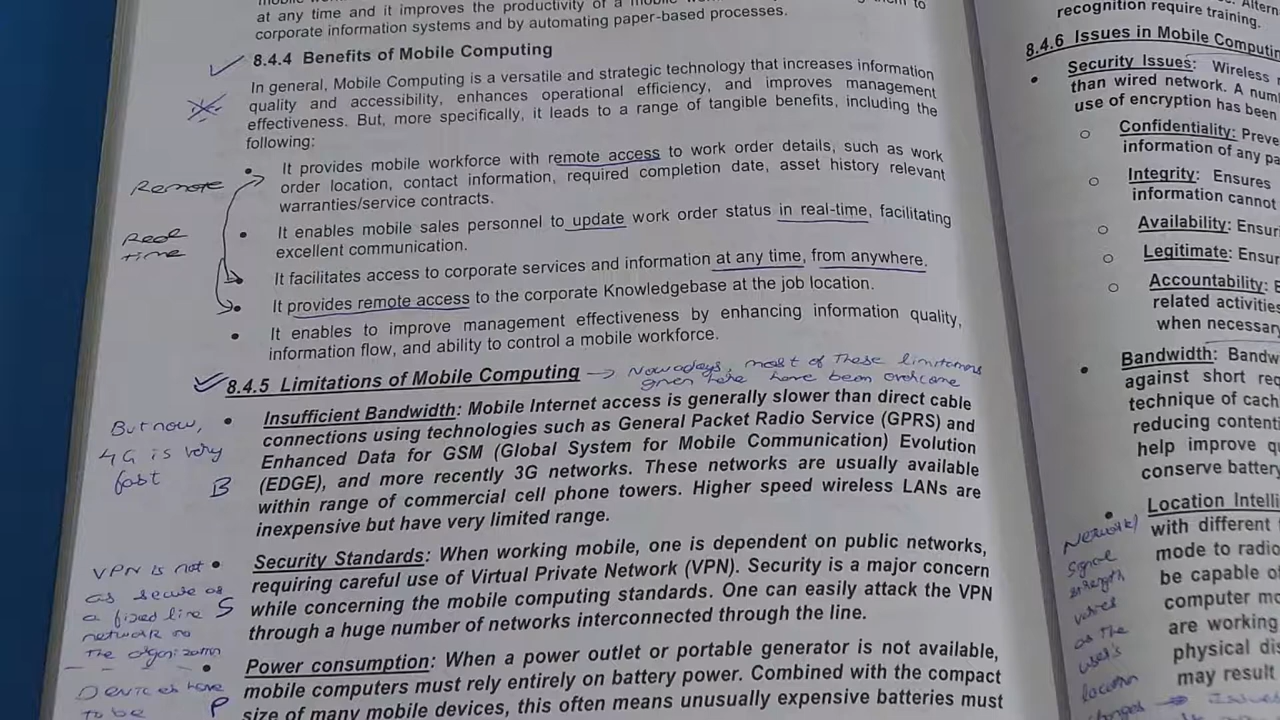 mobile
at any time and it improves the productivity of a mobile
corporate information systems and by automating paper-based processes.
8.4.4 Benefits of Mobile Computing
In general, Mobile Computing is a versatile and strategic technology that increases information
quality and accessibility, enhances operational efficiency, and improves management
effectiveness. But, more specifically, it leads to a range of tangible benefits, including the
following:
• It provides mobile workforce with remote access to work order details, such as work
order location, contact information, required completion date, asset history relevant
warranties/service contracts.
Remote
• It enables mobile sales personnel to update work order status in real-time, facilitating
excellent communication.
Real
time
• It facilitates access to corporate services and information at any time, from anywhere.
• It provides remote access to the corporate Knowledgebase at the job location.
• It enables to improve management effectiveness by enhancing information quality,
information flow, and ability to control a mobile workforce.
8.4.5 Limitations of Mobile Computing → Nowadays, most of these limitations
given here have been overcome
• Insufficient Bandwidth: Mobile Internet access is generally slower than direct cable
connections using technologies such as General Packet Radio Service (GPRS) and
Enhanced Data for GSM (Global System for Mobile Communication) Evolution
(EDGE), and more recently 3G networks. These networks are usually available
within range of commercial cell phone towers. Higher speed wireless LANs are
inexpensive but have very limited range.
But now,
4G is very
fast
B
• Security Standards: When working mobile, one is dependent on public networks,
requiring careful use of Virtual Private Network (VPN). Security is a major concern
while concerning the mobile computing standards. One can easily attack the VPN
through a huge number of networks interconnected through the line.
VPN is not
as secure as
a fixed line
network in
the
S
• Power consumption: When a power outlet or portable generator is not available,
mobile computers must rely entirely on battery power. Combined with the compact
size of many mobile devices, this often means unusually expensive batteries must
Devices have
to be
P
recognition require training.
8.4.6 Issues in Mobile Computin
• Security Issues: Wireless
than wired network. A num
use of encryption has been
o Confidentiality: Preve
information of any pa
o Integrity: Ensures
information cannot
o Availability: Ensuri
o Legitimate: Ensur
o Accountability: E
related activities
when necessar
• Bandwidth: Bandw
against short req
technique of cach
reducing contenti
help improve q
conserve battery
• Location Intelli
with different
mode to radio
be capable of
computer mo
are working
physical dis
may result
Network/
signal
strength
varies
as the
user's
location
changes → Issues